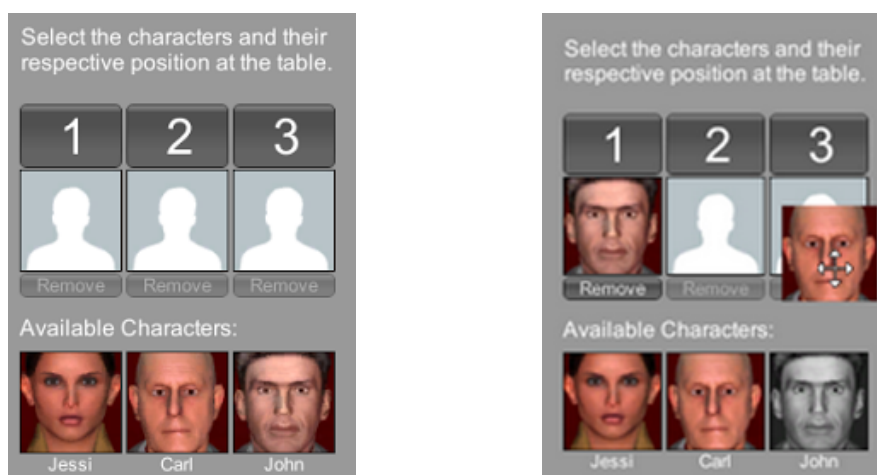 Select the characters and their
respective position at the table.
1 2 3
Remove Remove Remove
Available Characters:
Jessi Carl John
Select the characters and their
respective position at the table.
1 2 3
Remove Remove
Available Characters:
Jessi Carl John